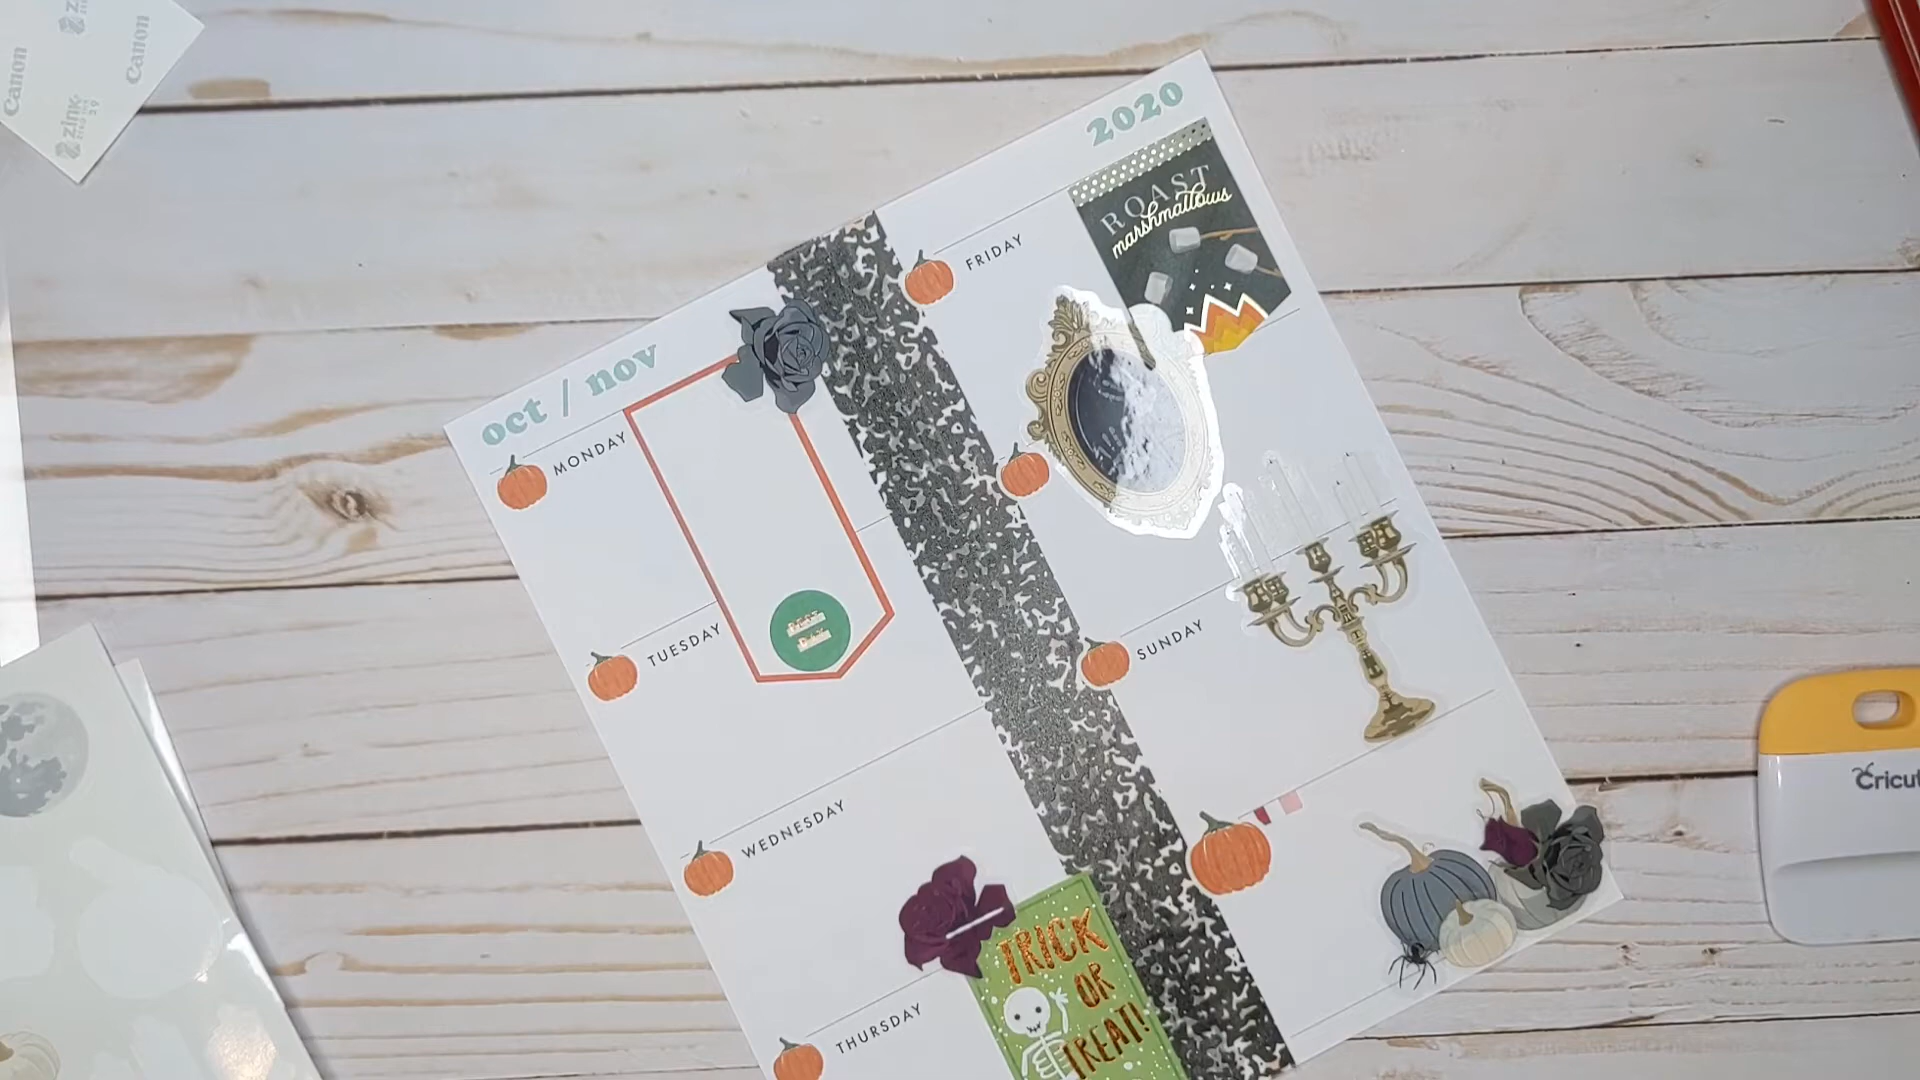 Canon
Canon
zink
oct / nov
2020
MONDAY
TUESDAY
WEDNESDAY
THURSDAY
FRIDAY
SUNDAY
ROAST
marshmallows
TRICK
OR
TREAT!
Cricut